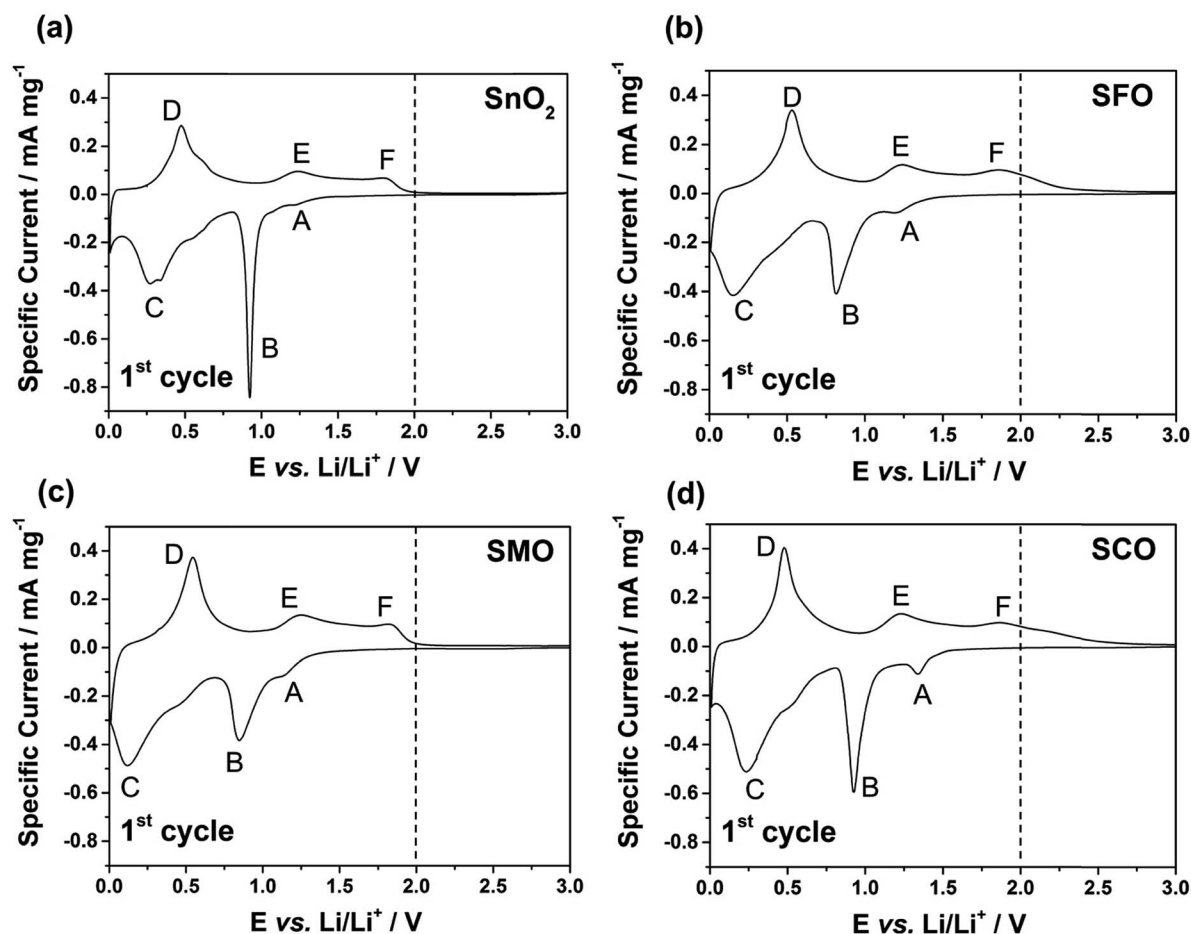 (a)
SnO₂
Specific Current / mA mg⁻¹
0.4
0.2
0.0
-0.2
-0.4
-0.6
-0.8
D
E
F
A
C
B
1ˢᵗ cycle
0.0 0.5 1.0 1.5 2.0 2.5 3.0
E vs. Li/Li⁺ / V
(b)
SFO
Specific Current / mA mg⁻¹
0.4
0.2
0.0
-0.2
-0.4
-0.6
-0.8
D
E
F
A
C
B
1ˢᵗ cycle
0.0 0.5 1.0 1.5 2.0 2.5 3.0
E vs. Li/Li⁺ / V
(c)
SMO
Specific Current / mA mg⁻¹
0.4
0.2
0.0
-0.2
-0.4
-0.6
-0.8
D
E
F
A
B
C
1ˢᵗ cycle
0.0 0.5 1.0 1.5 2.0 2.5 3.0
E vs. Li/Li⁺ / V
(d)
SCO
Specific Current / mA mg⁻¹
0.4
0.2
0.0
-0.2
-0.4
-0.6
-0.8
D
E
F
A
C
B
1ˢᵗ cycle
0.0 0.5 1.0 1.5 2.0 2.5 3.0
E vs. Li/Li⁺ / V